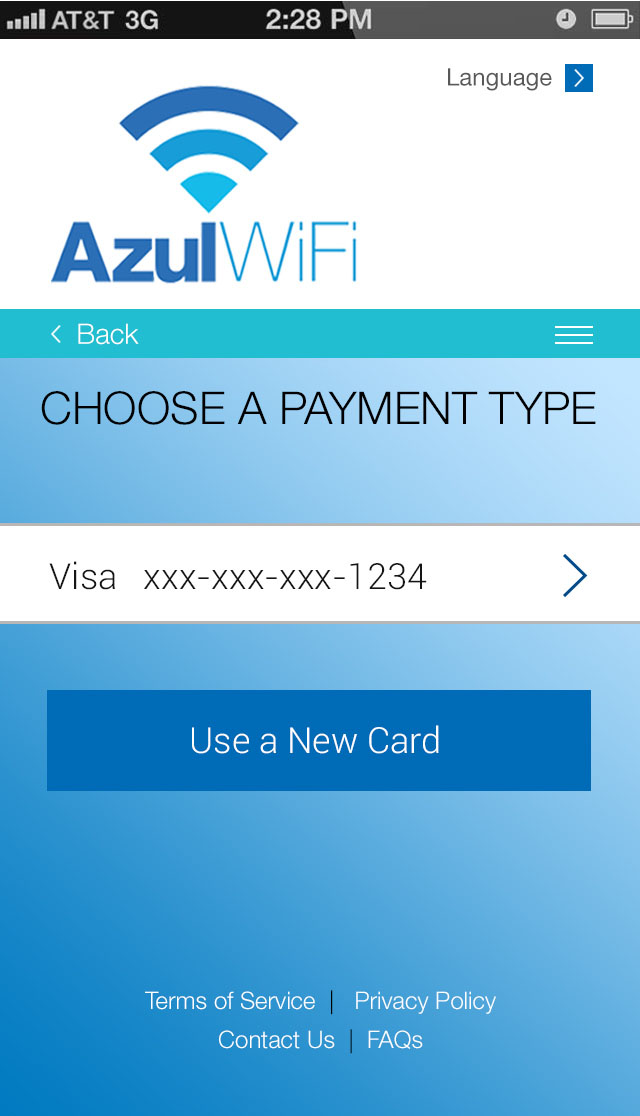 AT&T 3G 2:28 PM
Language
AzulWiFi
Back
CHOOSE A PAYMENT TYPE
Visa xxx-xxx-xxx-1234
Use a New Card
Terms of Service | Privacy Policy
Contact Us | FAQs